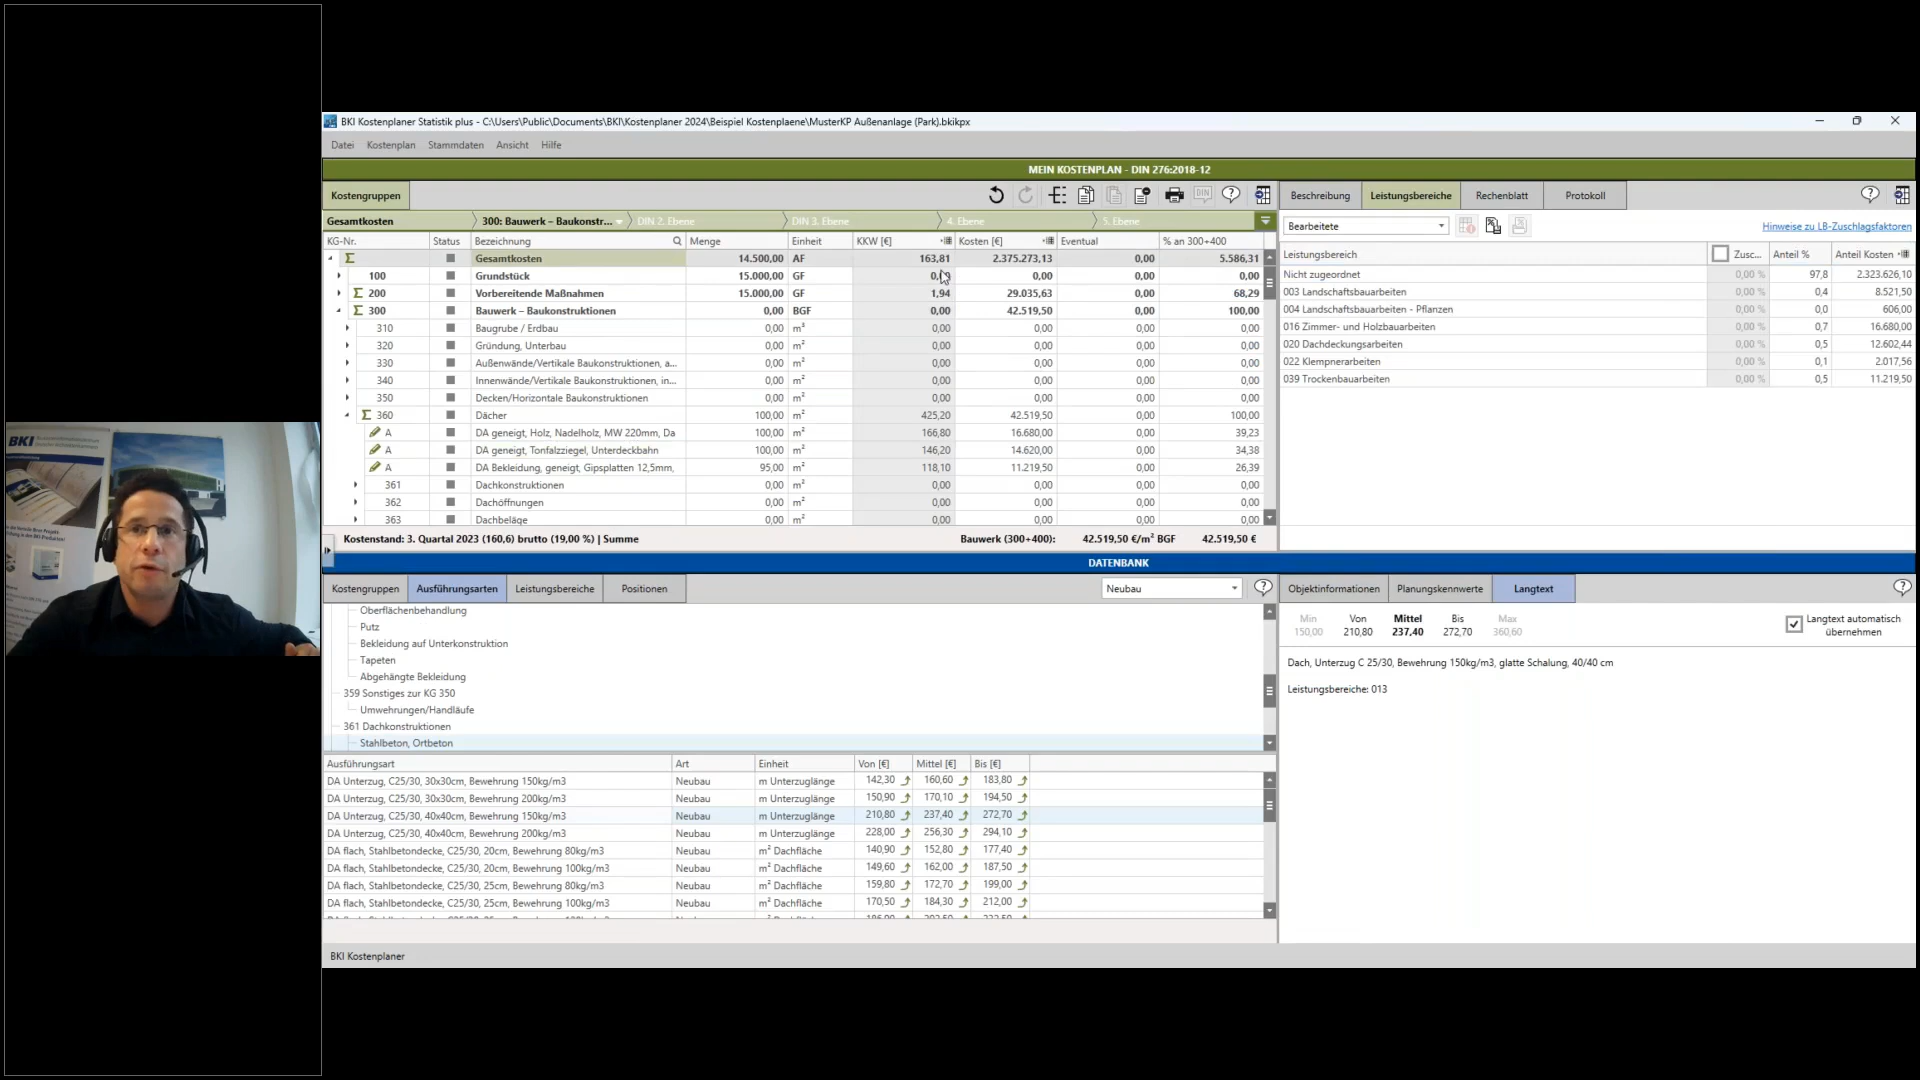 BKI Kostenplaner Statistik plus - C:\Users\Public\Documents\BKI\Kostenplaner 2024\Beispiel Kostenplaene\MusterKP Außenanlage (Park).bkikpx
Datei Kostenplan Stammdaten Ansicht Hilfe
MEIN KOSTENPLAN - DIN 276:2018-12
Kostengruppen
Gesamtkosten 300: Bauwerk – Baukonstr... DIN 2. Ebene DIN 3. Ebene 4. Ebene 5. Ebene
KG-Nr. Status Bezeichnung Menge Einheit KKW [€] Kosten [€] Eventual % an 300+400
Σ Gesamtkosten 14.500,00 AF 163,81 2.375.273,13 0,00 5.586,31
100 Grundstück 15.000,00 GF 0,00 0,00 0,00
Σ 200 Vorbereitende Maßnahmen 15.000,00 GF 1,94 29.035,63 0,00 68,29
Σ 300 Bauwerk – Baukonstruktionen 0,00 BGF 0,00 42.519,50 0,00 100,00
310 Baugrube / Erdbau 0,00 m³ 0,00 0,00 0,00 0,00
320 Gründung, Unterbau 0,00 m² 0,00 0,00 0,00 0,00
330 Außenwände/Vertikale Baukonstruktionen, a... 0,00 m² 0,00 0,00 0,00 0,00
340 Innenwände/Vertikale Baukonstruktionen, in... 0,00 m² 0,00 0,00 0,00 0,00
350 Decken/Horizontale Baukonstruktionen 0,00 m² 0,00 0,00 0,00 0,00
Σ 360 Dächer 100,00 m² 425,20 42.519,50 0,00 100,00
A DA geneigt, Holz, Nadelholz, MW 220mm, Da 100,00 m² 166,80 16.680,00 0,00 39,23
A DA geneigt, Tonfalzziegel, Unterdeckbahn 100,00 m² 146,20 14.620,00 0,00 34,38
A DA Bekleidung, geneigt, Gipsplatten 12,5mm, 95,00 m² 118,10 11.219,50 0,00 26,39
361 Dachkonstruktionen 0,00 m² 0,00 0,00 0,00 0,00
362 Dachöffnungen 0,00 m² 0,00 0,00 0,00 0,00
363 Dachbeläge 0,00 m² 0,00 0,00 0,00 0,00
Kostenstand: 3. Quartal 2023 (160,6) brutto (19,00 %) | Summe Bauwerk (300+400): 42.519,50 €/m² BGF 42.519,50 €
Beschreibung Leistungsbereiche Rechenblatt Protokoll
Bearbeitete Hinweise zu LB-Zuschlagsfaktoren
Leistungsbereich Zusc... Anteil % Anteil Kosten
Nicht zugeordnet 0,00 % 97,8 2.323.626,10
003 Landschaftsbauarbeiten 0,00 % 0,4 8.521,50
004 Landschaftsbauarbeiten - Pflanzen 0,00 % 0,0 606,00
016 Zimmer- und Holzbauarbeiten 0,00 % 0,7 16.680,00
020 Dachdeckungsarbeiten 0,00 % 0,5 12.602,44
022 Klempnerarbeiten 0,00 % 0,1 2.017,56
039 Trockenbauarbeiten 0,00 % 0,5 11.219,50
BKI
DATENBANK
Kostengruppen Ausführungsarten Leistungsbereiche Positionen Neubau
Oberflächenbehandlung
Putz
Bekleidung auf Unterkonstruktion
Tapeten
Abgehängte Bekleidung
359 Sonstiges zur KG 350
Umwehrungen/Handläufe
361 Dachkonstruktionen
Stahlbeton, Ortbeton
Ausführungsart Art Einheit Von [€] Mittel [€] Bis [€]
DA Unterzug, C25/30, 30x30cm, Bewehrung 150kg/m3 Neubau m Unterzuglänge 142,30 160,60 183,80
DA Unterzug, C25/30, 30x30cm, Bewehrung 200kg/m3 Neubau m Unterzuglänge 150,90 170,10 194,50
DA Unterzug, C25/30, 40x40cm, Bewehrung 150kg/m3 Neubau m Unterzuglänge 210,80 237,40 272,70
DA Unterzug, C25/30, 40x40cm, Bewehrung 200kg/m3 Neubau m Unterzuglänge 228,00 256,30 294,10
DA flach, Stahlbetondecke, C25/30, 20cm, Bewehrung 80kg/m3 Neubau m² Dachfläche 140,90 152,80 177,40
DA flach, Stahlbetondecke, C25/30, 20cm, Bewehrung 100kg/m3 Neubau m² Dachfläche 149,60 162,00 187,50
DA flach, Stahlbetondecke, C25/30, 25cm, Bewehrung 80kg/m3 Neubau m² Dachfläche 159,80 172,70 199,00
DA flach, Stahlbetondecke, C25/30, 25cm, Bewehrung 100kg/m3 Neubau m² Dachfläche 170,50 184,30 212,00
Objektinformationen Planungskennwerte Langtext
Min Von Mittel Bis Max Langtext automatisch
150,00 210,80 237,40 272,70 360,60 übernehmen
Dach, Unterzug C 25/30, Bewehrung 150kg/m3, glatte Schalung, 40/40 cm
Leistungsbereiche: 013
BKI Kostenplaner